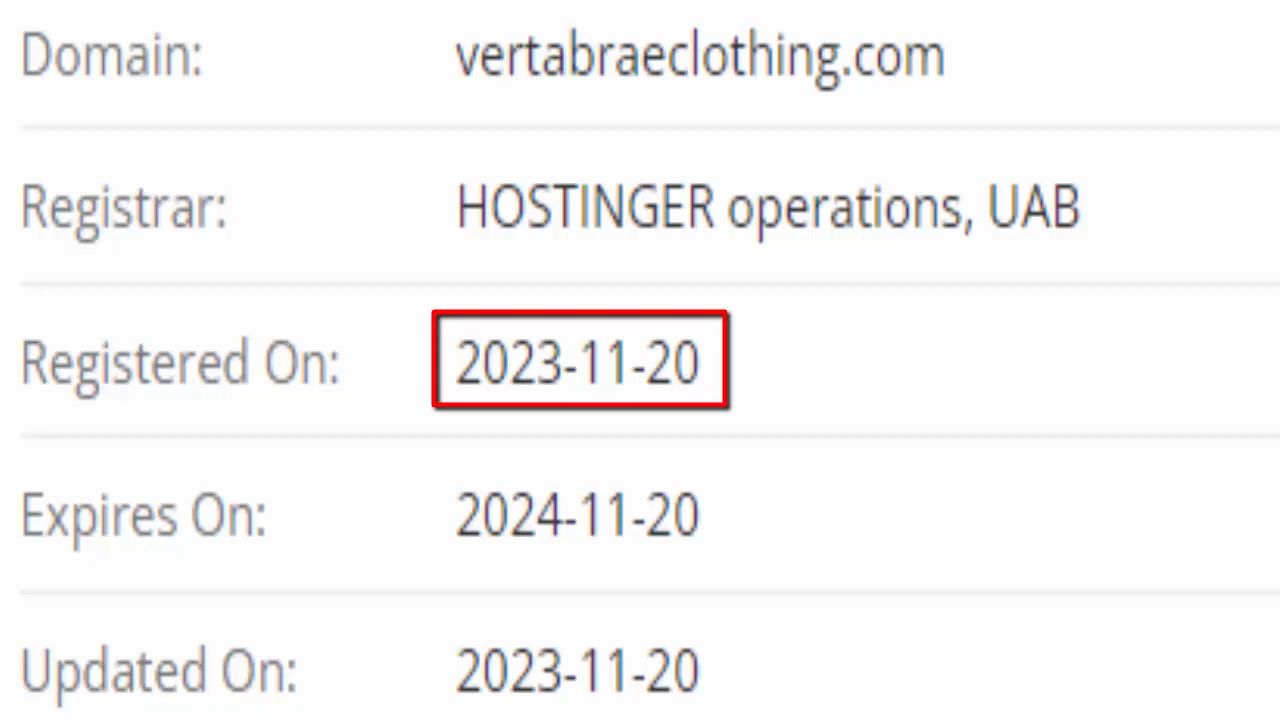 Domain: vertabraeclothing.com
Registrar: HOSTINGER operations, UAB
Registered On: 2023-11-20
Expires On: 2024-11-20
Updated On: 2023-11-20